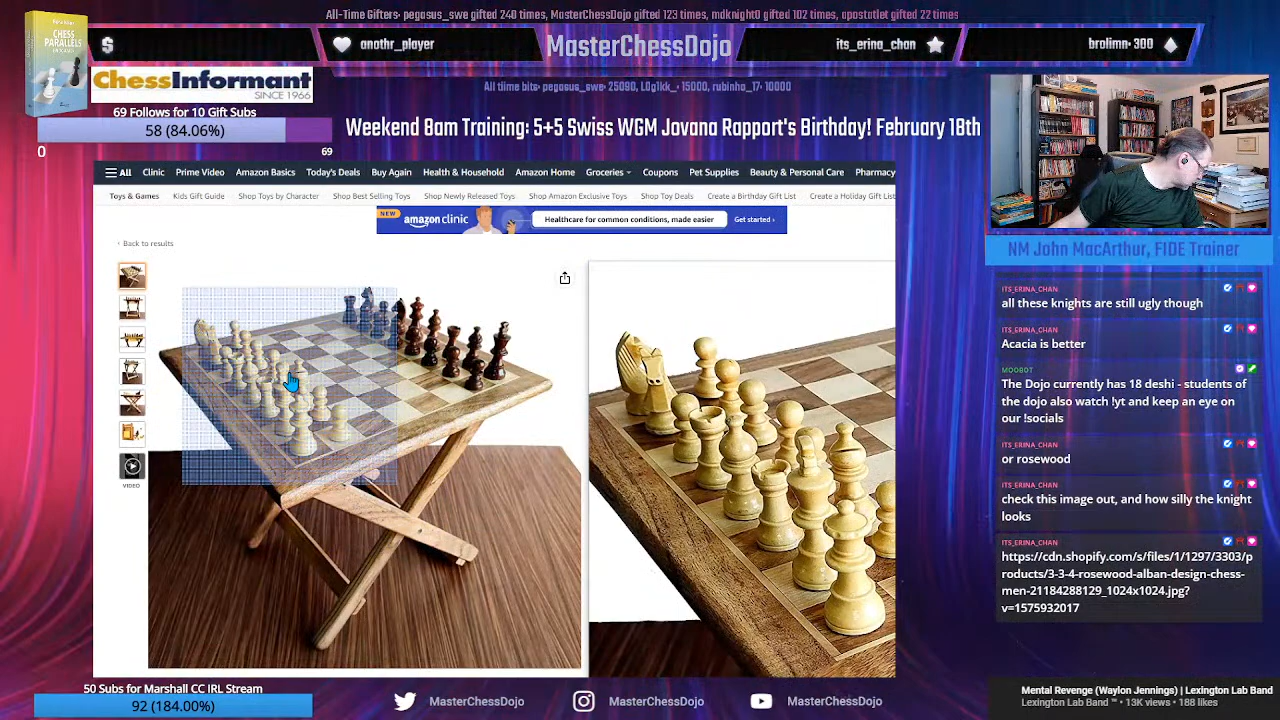 All-Time Gifters• pegasus_swe gifted 240 times, MasterChessDojo gifted 123 times, mdknight0 gifted 102 times, apostatlet gifted 22 times
CHESS PARALLELS
$
anothr_player
MasterChessDojo
its_erina_chan
brolimn• 300
ChessInformant
SINCE 1966
All tiime bits• pegasus_swe• 25090, L0g1kk_• 15000, rubinho_17• 10000
69 Follows for 10 Gift Subs
58 (84.06%)
0
69
Weekend 8am Training: 5+5 Swiss WGM Jovana Rapport's Birthday! February 18th
All Clinic Prime Video Amazon Basics Today's Deals Buy Again Health & Household Amazon Home Groceries Coupons Pet Supplies Beauty & Personal Care Pharmacy
Toys & Games Kids Gift Guide Shop Toys by Character Shop Best Selling Toys Shop Newly Released Toys Shop Amazon Exclusive Toys Shop Toy Deals Create a Birthday Gift List Create a Holiday Gift List
NEW
amazon clinic
Healthcare for common conditions, made easier
Get started ›
‹ Back to results
VIDEO
NM John MacArthur, FIDE Trainer
ITS_ERINA_CHAN
all these knights are still ugly though
ITS_ERINA_CHAN
Acacia is better
MOOBOT
The Dojo currently has 18 deshi - students of
the dojo also watch !yt and keep an eye on
our !socials
ITS_ERINA_CHAN
or rosewood
ITS_ERINA_CHAN
check this image out, and how silly the knight
looks
ITS_ERINA_CHAN
https://cdn.shopify.com/s/files/1/1297/3303/p
roducts/3-3-4-rosewood-alban-design-chess-
men-21184288129_1024x1024.jpg?
v=1575932017
50 Subs for Marshall CC IRL Stream
92 (184.00%)
MasterChessDojo
MasterChessDojo
MasterChessDojo
Mental Revenge (Waylon Jennings) | Lexington Lab Band
Lexington Lab Band ™ • 13K views • 188 likes